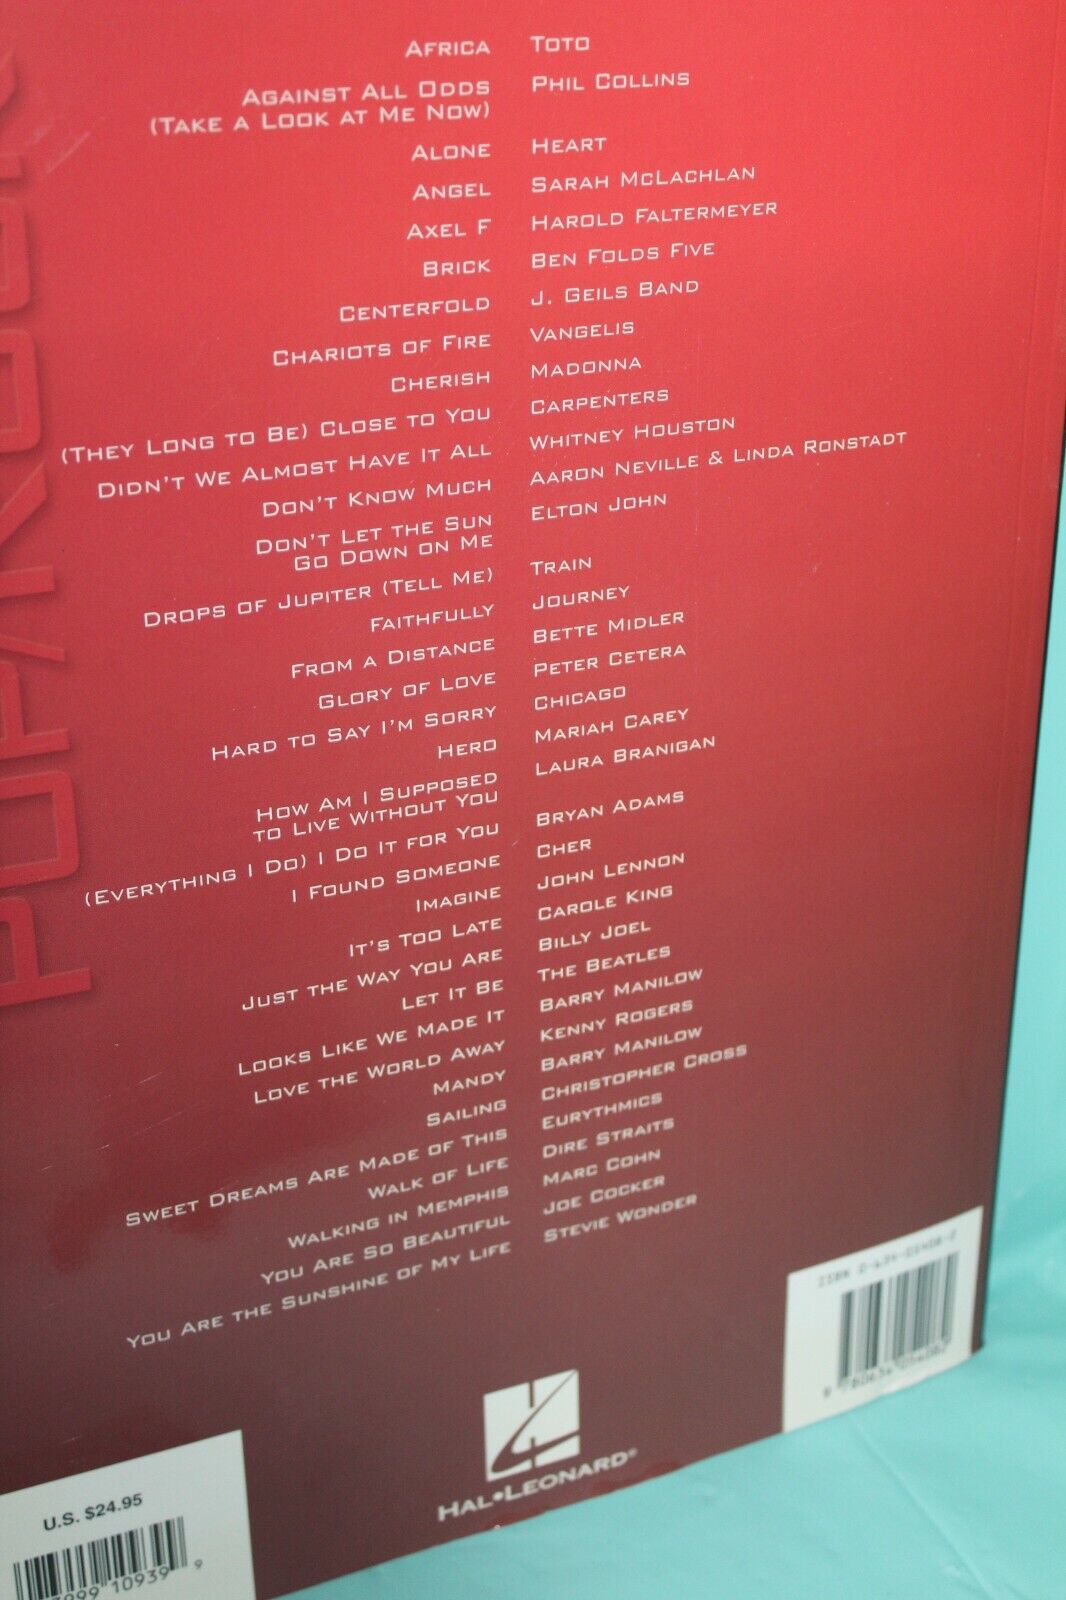 POP/ROCK
AFRICA TOTO
AGAINST ALL ODDS PHIL COLLINS
(TAKE A LOOK AT ME NOW)
ALONE HEART
ANGEL SARAH MCLACHLAN
AXEL F HAROLD FALTERMEYER
BRICK BEN FOLDS FIVE
CENTERFOLD J. GEILS BAND
CHARIOTS OF FIRE VANGELIS
CHERISH MADONNA
(THEY LONG TO BE) CLOSE TO YOU CARPENTERS
DIDN'T WE ALMOST HAVE IT ALL WHITNEY HOUSTON
DON'T KNOW MUCH AARON NEVILLE & LINDA RONSTADT
DON'T LET THE SUN ELTON JOHN
GO DOWN ON ME
DROPS OF JUPITER (TELL ME) TRAIN
FAITHFULLY JOURNEY
FROM A DISTANCE BETTE MIDLER
GLORY OF LOVE PETER CETERA
HARD TO SAY I'M SORRY CHICAGO
HERO MARIAH CAREY
HOW AM I SUPPOSED LAURA BRANIGAN
TO LIVE WITHOUT YOU
(EVERYTHING I DO) I DO IT FOR YOU BRYAN ADAMS
I FOUND SOMEONE CHER
IMAGINE JOHN LENNON
IT'S TOO LATE CAROLE KING
JUST THE WAY YOU ARE BILLY JOEL
LET IT BE THE BEATLES
LOOKS LIKE WE MADE IT BARRY MANILOW
LOVE THE WORLD AWAY KENNY ROGERS
MANDY BARRY MANILOW
SAILING CHRISTOPHER CROSS
SWEET DREAMS ARE MADE OF THIS EURYTHMICS
WALK OF LIFE DIRE STRAITS
WALKING IN MEMPHIS MARC COHN
YOU ARE SO BEAUTIFUL JOE COCKER
YOU ARE THE SUNSHINE OF MY LIFE STEVIE WONDER
ISBN
HAL•LEONARD®
U.S. $24.95
10939 9